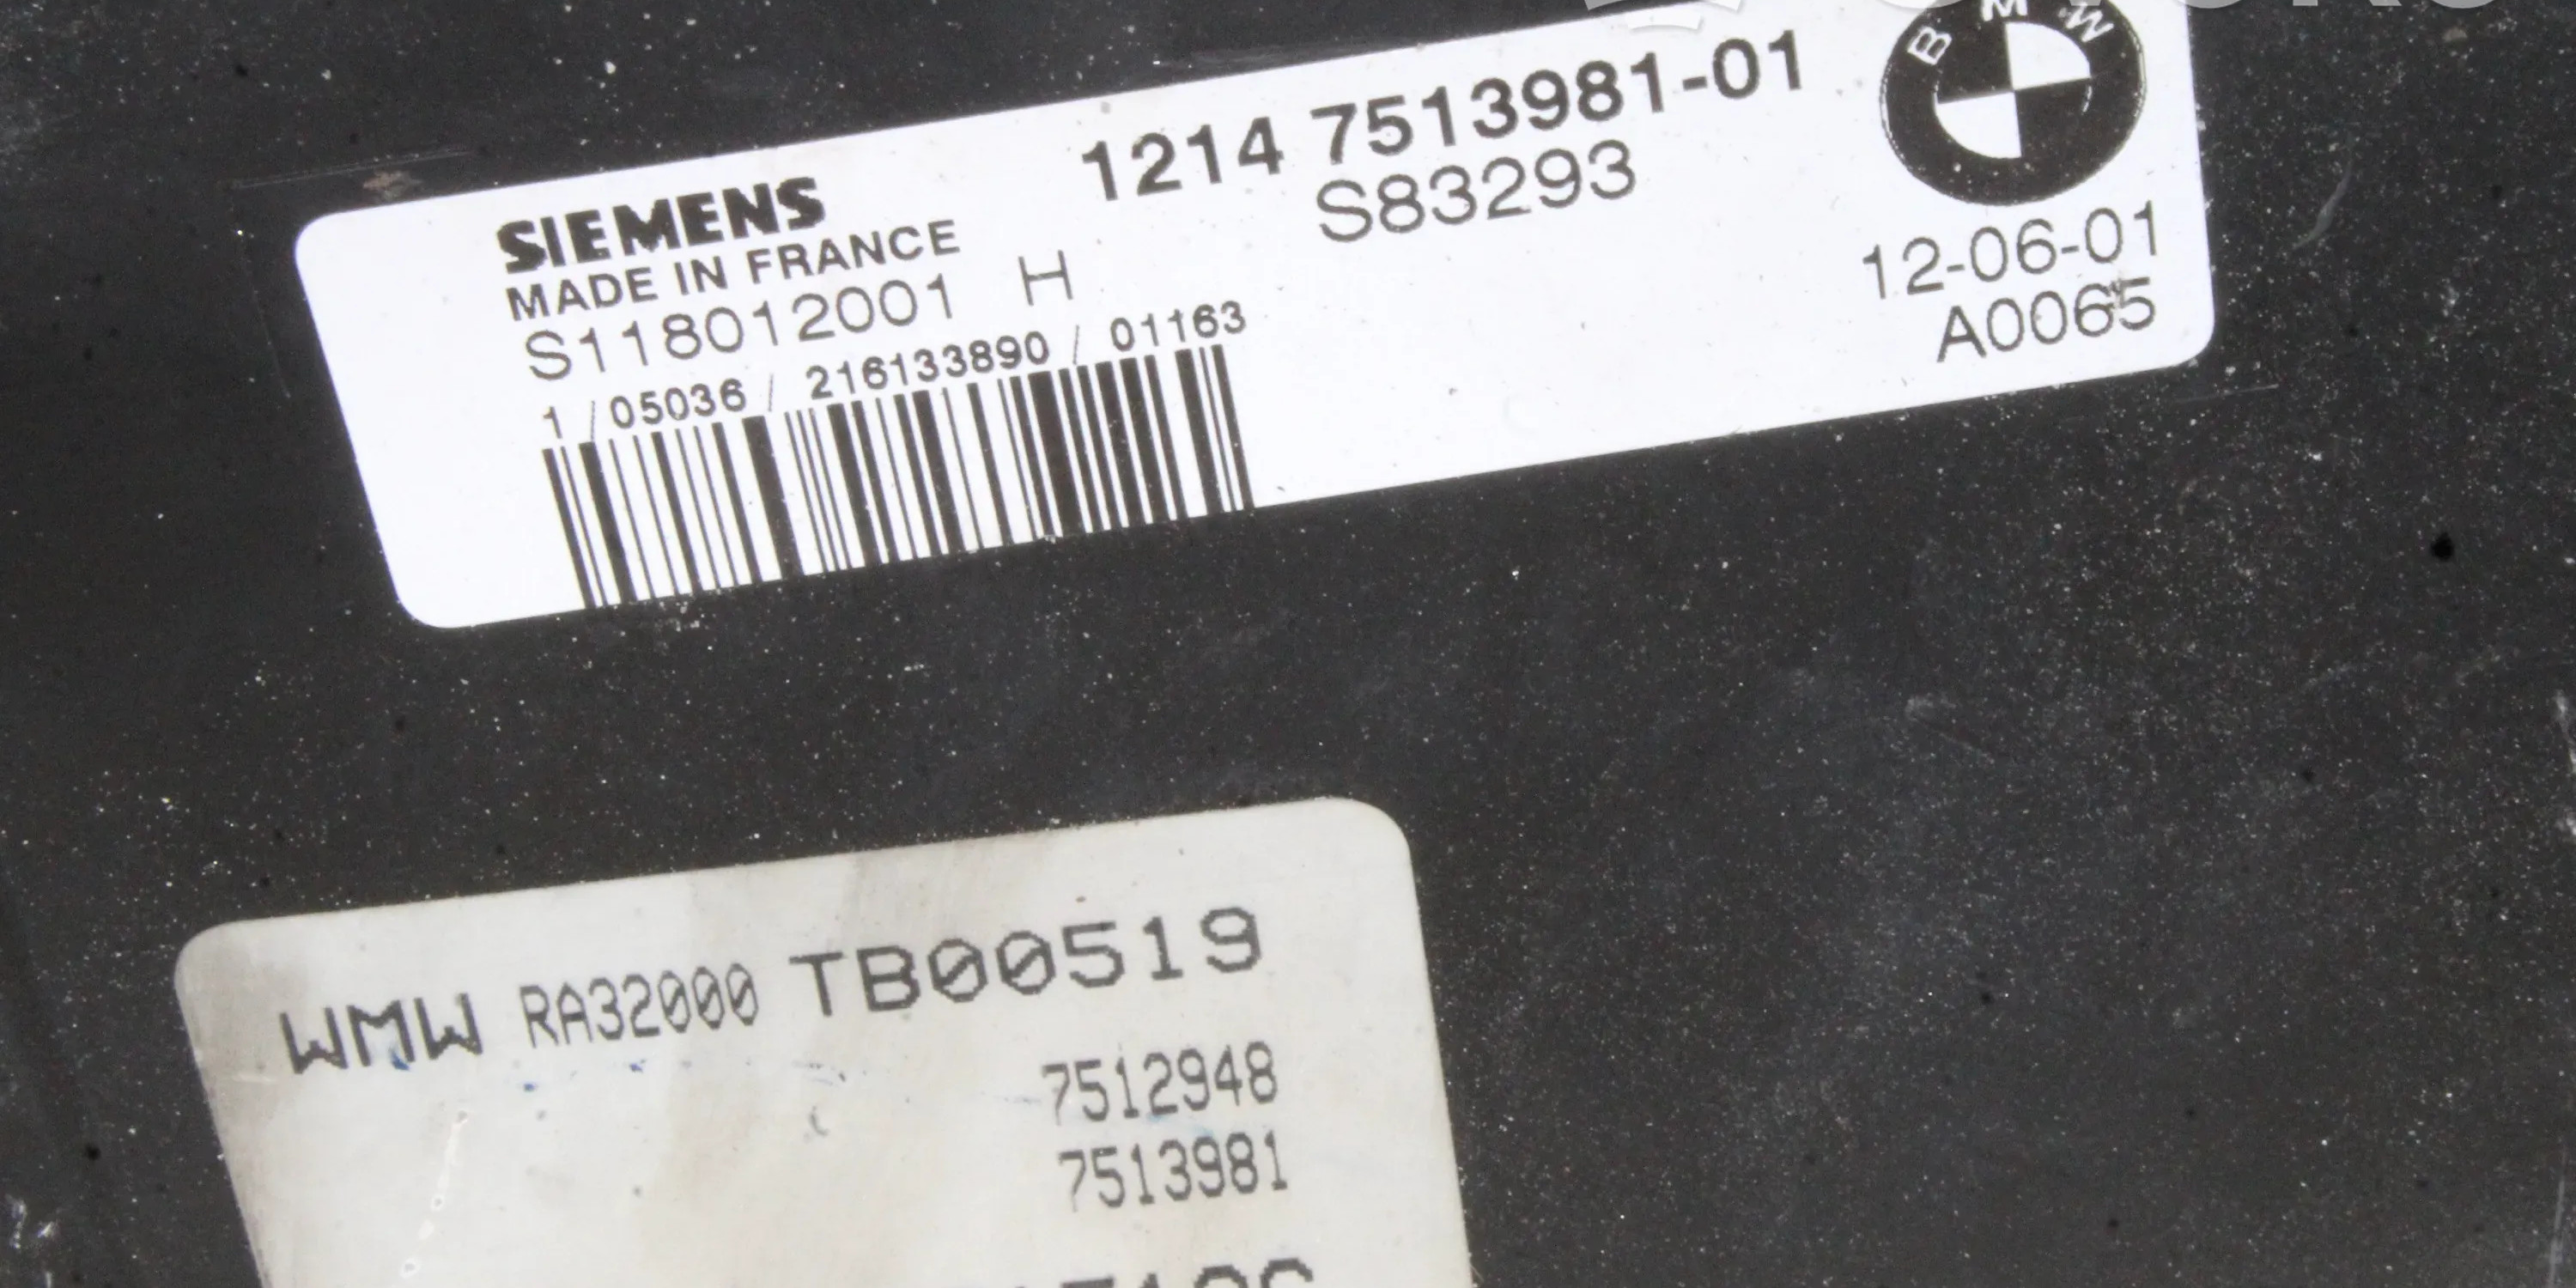 BMW
1214 7513981-01
S83293
SIEMENS
MADE IN FRANCE
S118012001 H
1 / 05036 / 216133890 / 01163
12-06-01
A0065
WMW RA32000 TB00519
7512948
7513981